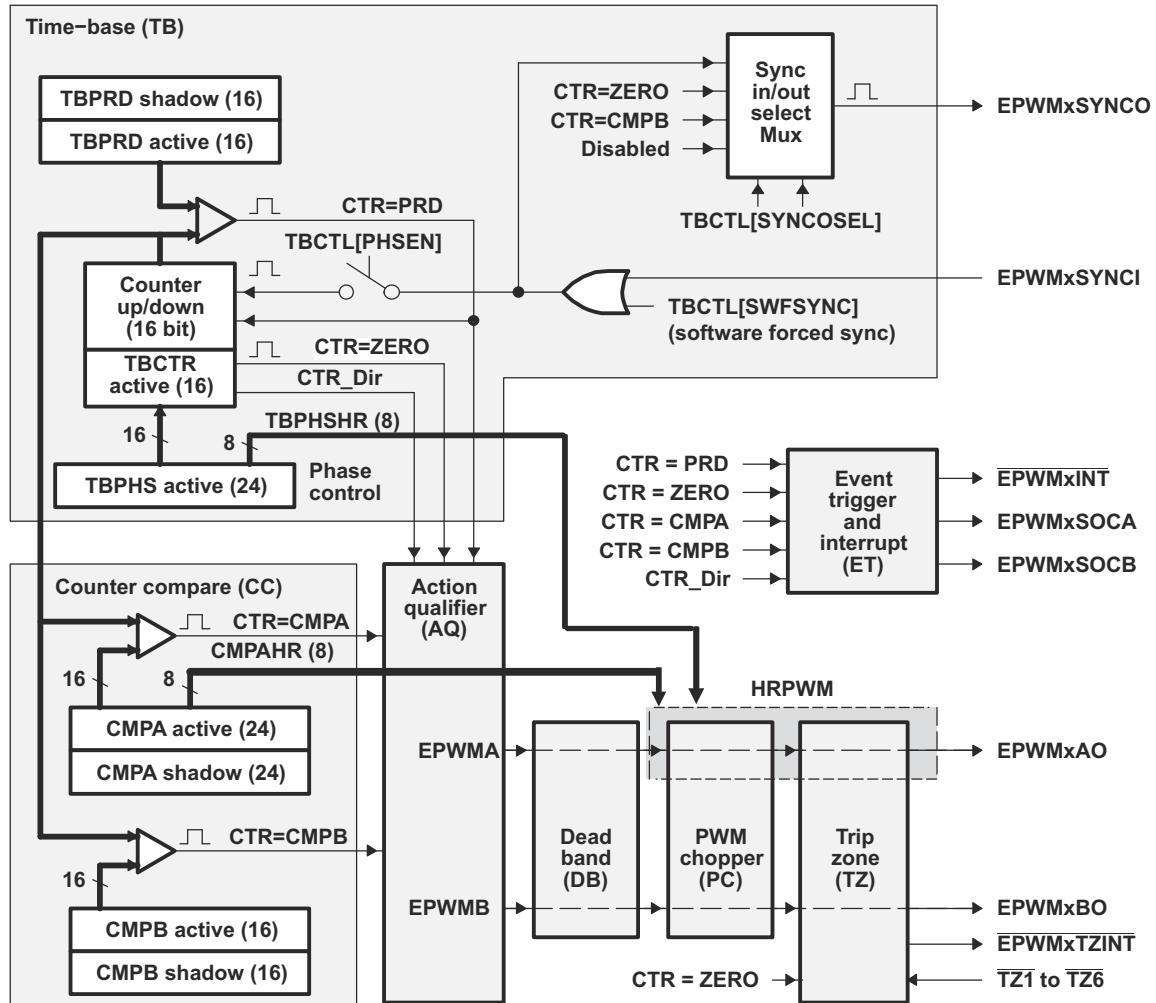 Time−base (TB)
TBPRD shadow (16)
TBPRD active (16)
CTR=PRD
TBCTL[PHSEN]
Counter
up/down
(16 bit)
TBCTR
active (16)
CTR=ZERO
CTR_Dir
16
8
TBPHSHR (8)
TBPHS active (24)
Phase
control
CTR=ZERO
CTR=CMPB
Disabled
Sync
in/out
select
Mux
TBCTL[SYNCOSEL]
EPWMxSYNCO
EPWMxSYNCI
TBCTL[SWFSYNC]
(software forced sync)
CTR = PRD
CTR = ZERO
CTR = CMPA
CTR = CMPB
CTR_Dir
Event
trigger
and
interrupt
(ET)
EPWMxINT
EPWMxSOCA
EPWMxSOCB
Counter compare (CC)
CTR=CMPA
CMPAHR (8)
16
8
CMPA active (24)
CMPA shadow (24)
CTR=CMPB
16
CMPB active (16)
CMPB shadow (16)
Action
qualifier
(AQ)
EPWMA
EPWMB
HRPWM
Dead
band
(DB)
PWM
chopper
(PC)
Trip
zone
(TZ)
CTR = ZERO
EPWMxAO
EPWMxBO
EPWMxTZINT
TZ1 to TZ6